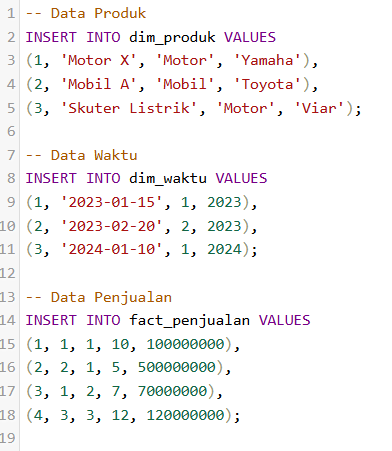 1 -- Data Produk
2 INSERT INTO dim_produk VALUES
3 (1, 'Motor X', 'Motor', 'Yamaha'),
4 (2, 'Mobil A', 'Mobil', 'Toyota'),
5 (3, 'Skuter Listrik', 'Motor', 'Viar');
6
7 -- Data Waktu
8 INSERT INTO dim_waktu VALUES
9 (1, '2023-01-15', 1, 2023),
10 (2, '2023-02-20', 2, 2023),
11 (3, '2024-01-10', 1, 2024);
12
13 -- Data Penjualan
14 INSERT INTO fact_penjualan VALUES
15 (1, 1, 1, 10, 100000000),
16 (2, 2, 1, 5, 500000000),
17 (3, 1, 2, 7, 70000000),
18 (4, 3, 3, 12, 120000000);
19